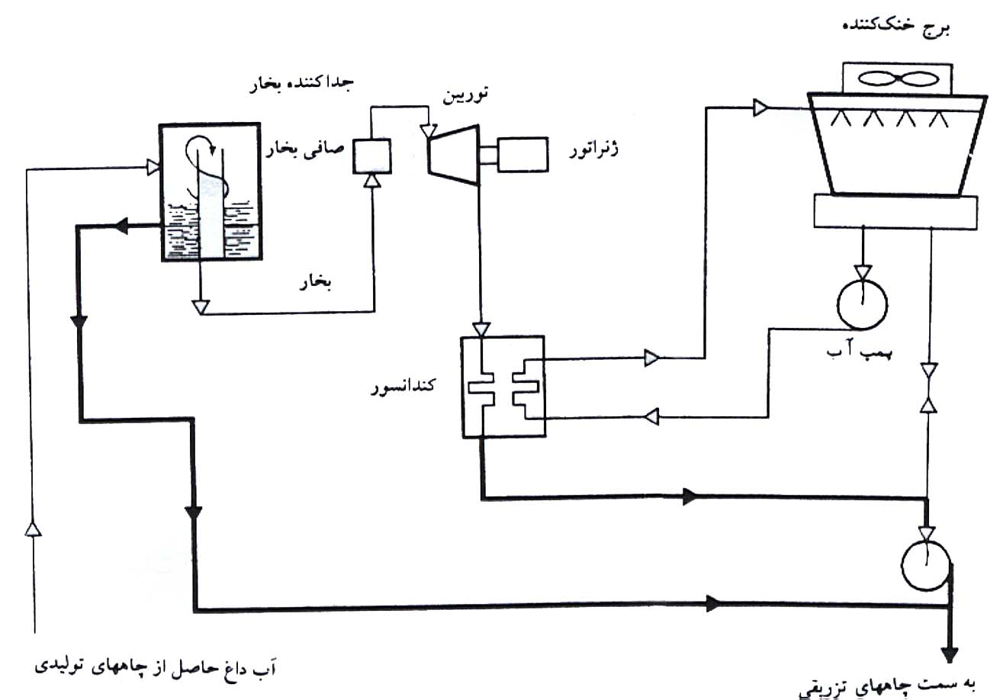 برج خنک‌کننده
جداکننده بخار
توربین
صافی بخار
ژنراتور
بخار
پمپ آب
کندانسور
آب داغ حاصل از چاههای تولیدی
به سمت چاههای تزریقی